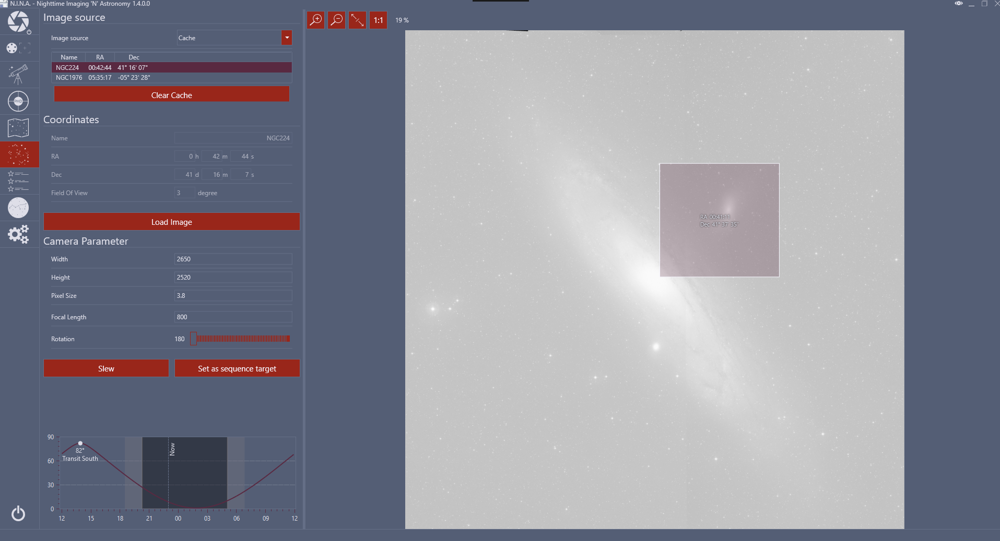 N.I.N.A. - Nighttime Imaging 'N' Astronomy 1.4.0.0
Image source
Image source Cache
Name RA Dec
NGC224 00:42:44 41° 16' 07"
NGC1976 05:35:17 -05° 23' 28"
Clear Cache
Coordinates
Name NGC224
RA 0 h 42 m 44 s
Dec 41 d 16 m 7 s
Field Of View 3 degree
Load Image
Camera Parameter
Width 2650
Height 2520
Pixel Size 3.8
Focal Length 800
Rotation 180
Slew Set as sequence target
90
60
30
0
82°
Transit South
Now
12 15 18 21 00 03 06 09 12
PHD
1:1 19 %
RA 00:41:11
Dec 41° 37' 35"